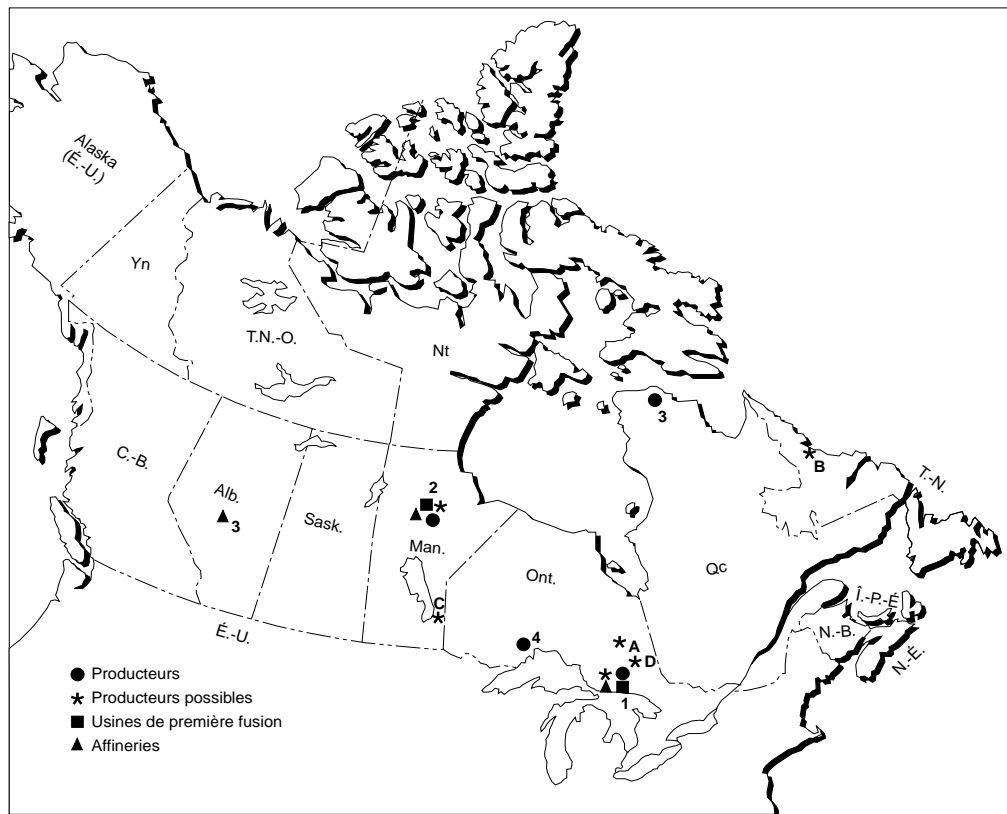 Alaska
(É.-U.)
Yn
T.N.-O.
Nt
3
C.-B.
B
T.-N.
Alb.
3
Sask.
2
Man.
Ont.
Qc
C
Î.-P.-É
N.-B.
N.-É.
É.-U.
4
A
D
1
Producteurs
Producteurs possibles
Usines de première fusion
Affineries